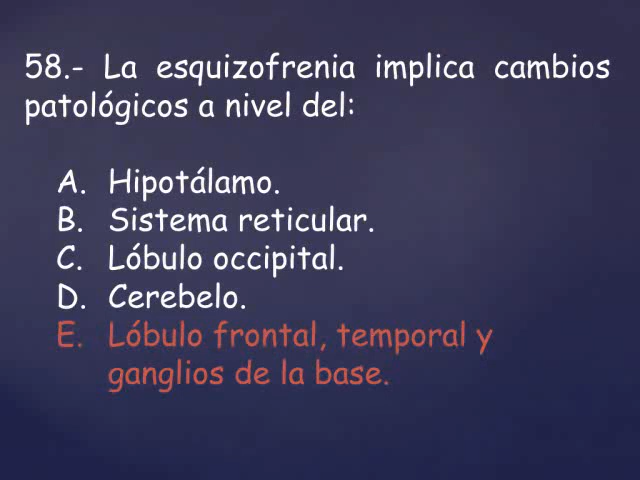 58.- La esquizofrenia implica cambios
patológicos a nivel del:
A. Hipotálamo.
B. Sistema reticular.
C. Lóbulo occipital.
D. Cerebelo.
E. Lóbulo frontal, temporal y
ganglios de la base.